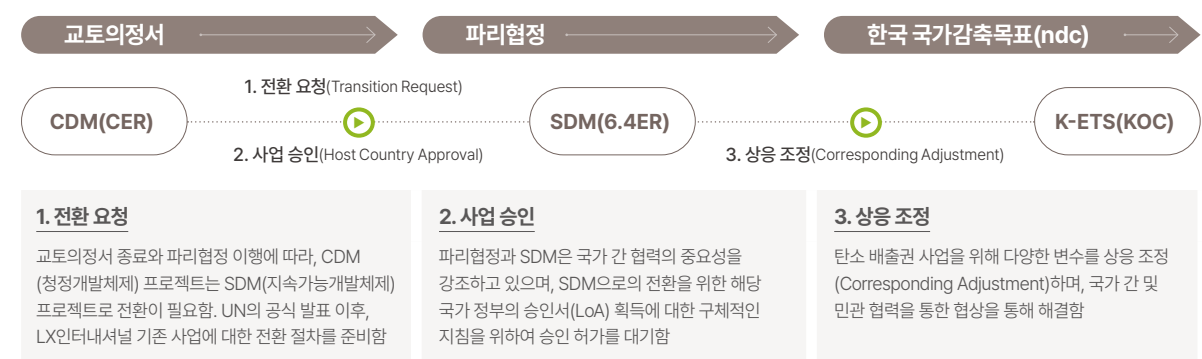 교토의정서
파리협정
한국 국가감축목표(ndc)
1. 전환 요청(Transition Request)
CDM(CER)
SDM(6.4ER)
K-ETS(KOC)
2. 사업 승인(Host Country Approval)
3. 상응 조정(Corresponding Adjustment)
1. 전환 요청
교토의정서 종료와 파리협정 이행에 따라, CDM
(청정개발체제) 프로젝트는 SDM(지속가능개발체제)
프로젝트로 전환이 필요함. UN의 공식 발표 이후,
LX인터내셔널 기존 사업에 대한 전환 절차를 준비함
2. 사업 승인
파리협정과 SDM은 국가 간 협력의 중요성을
강조하고 있으며, SDM으로의 전환을 위한 해당
국가 정부의 승인서(LoA) 획득에 대한 구체적인
지침을 위하여 승인 허가를 대기함
3. 상응 조정
탄소 배출권 사업을 위해 다양한 변수를 상응 조정
(Corresponding Adjustment)하며, 국가 간 및
민관 협력을 통한 협상을 통해 해결함